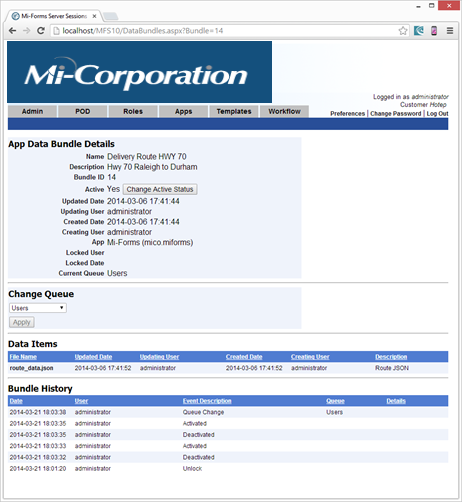 Mi-Forms Server Session
localhost/MFS10/DataBundles.aspx?Bundle=14
Mi-Corporation
Logged in as administrator
Customer Hotep
Admin POD Roles Apps Templates Workflow
Preferences | Change Password | Log Out
App Data Bundle Details
Name Delivery Route HWY 70
Description Hwy 70 Raleigh to Durham
Bundle ID 14
Active Yes Change Active Status
Updated Date 2014-03-06 17:41:44
Updating User administrator
Created Date 2014-03-06 17:41:44
Creating User administrator
App Mi-Forms (mico.miforms)
Locked User
Locked Date
Current Queue Users
Change Queue
Users
Apply
Data Items
File Name Updated Date Updating User Created Date Creating User Description
route_data.json 2014-03-06 17:41:52 administrator 2014-03-06 17:41:52 administrator Route JSON
Bundle History
Date User Event Description Queue Details
2014-03-21 18:03:38 administrator Queue Change Users
2014-03-21 18:03:35 administrator Activated
2014-03-21 18:03:35 administrator Deactivated
2014-03-21 18:03:33 administrator Activated
2014-03-21 18:03:32 administrator Deactivated
2014-03-21 18:01:20 administrator Unlock